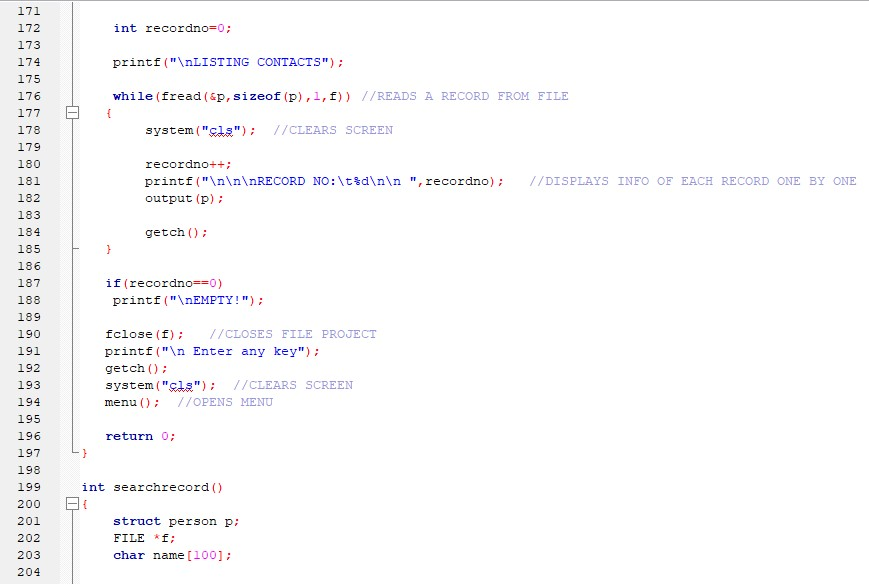 171
172 int recordno=0;
173
174 printf("\nLISTING CONTACTS");
175
176 while(fread(&p,sizeof(p),1,f)) //READS A RECORD FROM FILE
177 {
178 system("cls"); //CLEARS SCREEN
179
180 recordno++;
181 printf("\n\n\nRECORD NO:\t%d\n\n ",recordno); //DISPLAYS INFO OF EACH RECORD ONE BY ONE
182 output(p);
183
184 getch();
185 }
186
187 if(recordno==0)
188 printf("\nEMPTY!");
189
190 fclose(f); //CLOSES FILE PROJECT
191 printf("\n Enter any key");
192 getch();
193 system("cls"); //CLEARS SCREEN
194 menu(); //OPENS MENU
195
196 return 0;
197 }
198
199 int searchrecord()
200 {
201 struct person p;
202 FILE *f;
203 char name[100];
204